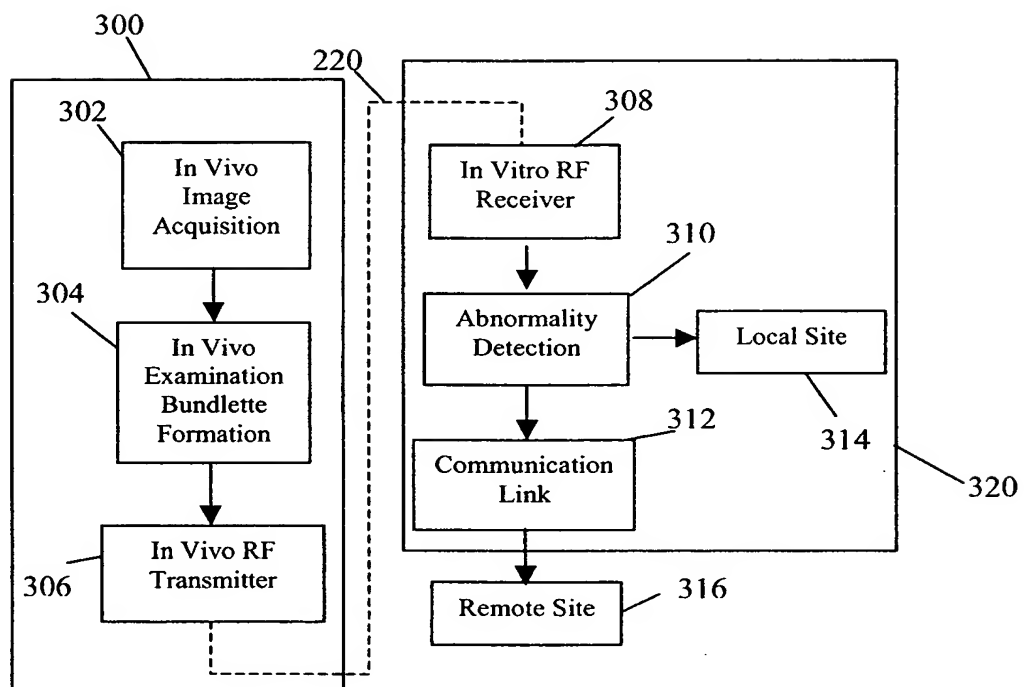 300
220
302
308
In Vivo
Image
Acquisition
In Vitro RF
Receiver
310
304
Abnormality
Detection
Local Site
In Vivo
Examination
Bundlette
Formation
312
314
Communication
Link
320
In Vivo RF
Transmitter
306
316
Remote Site